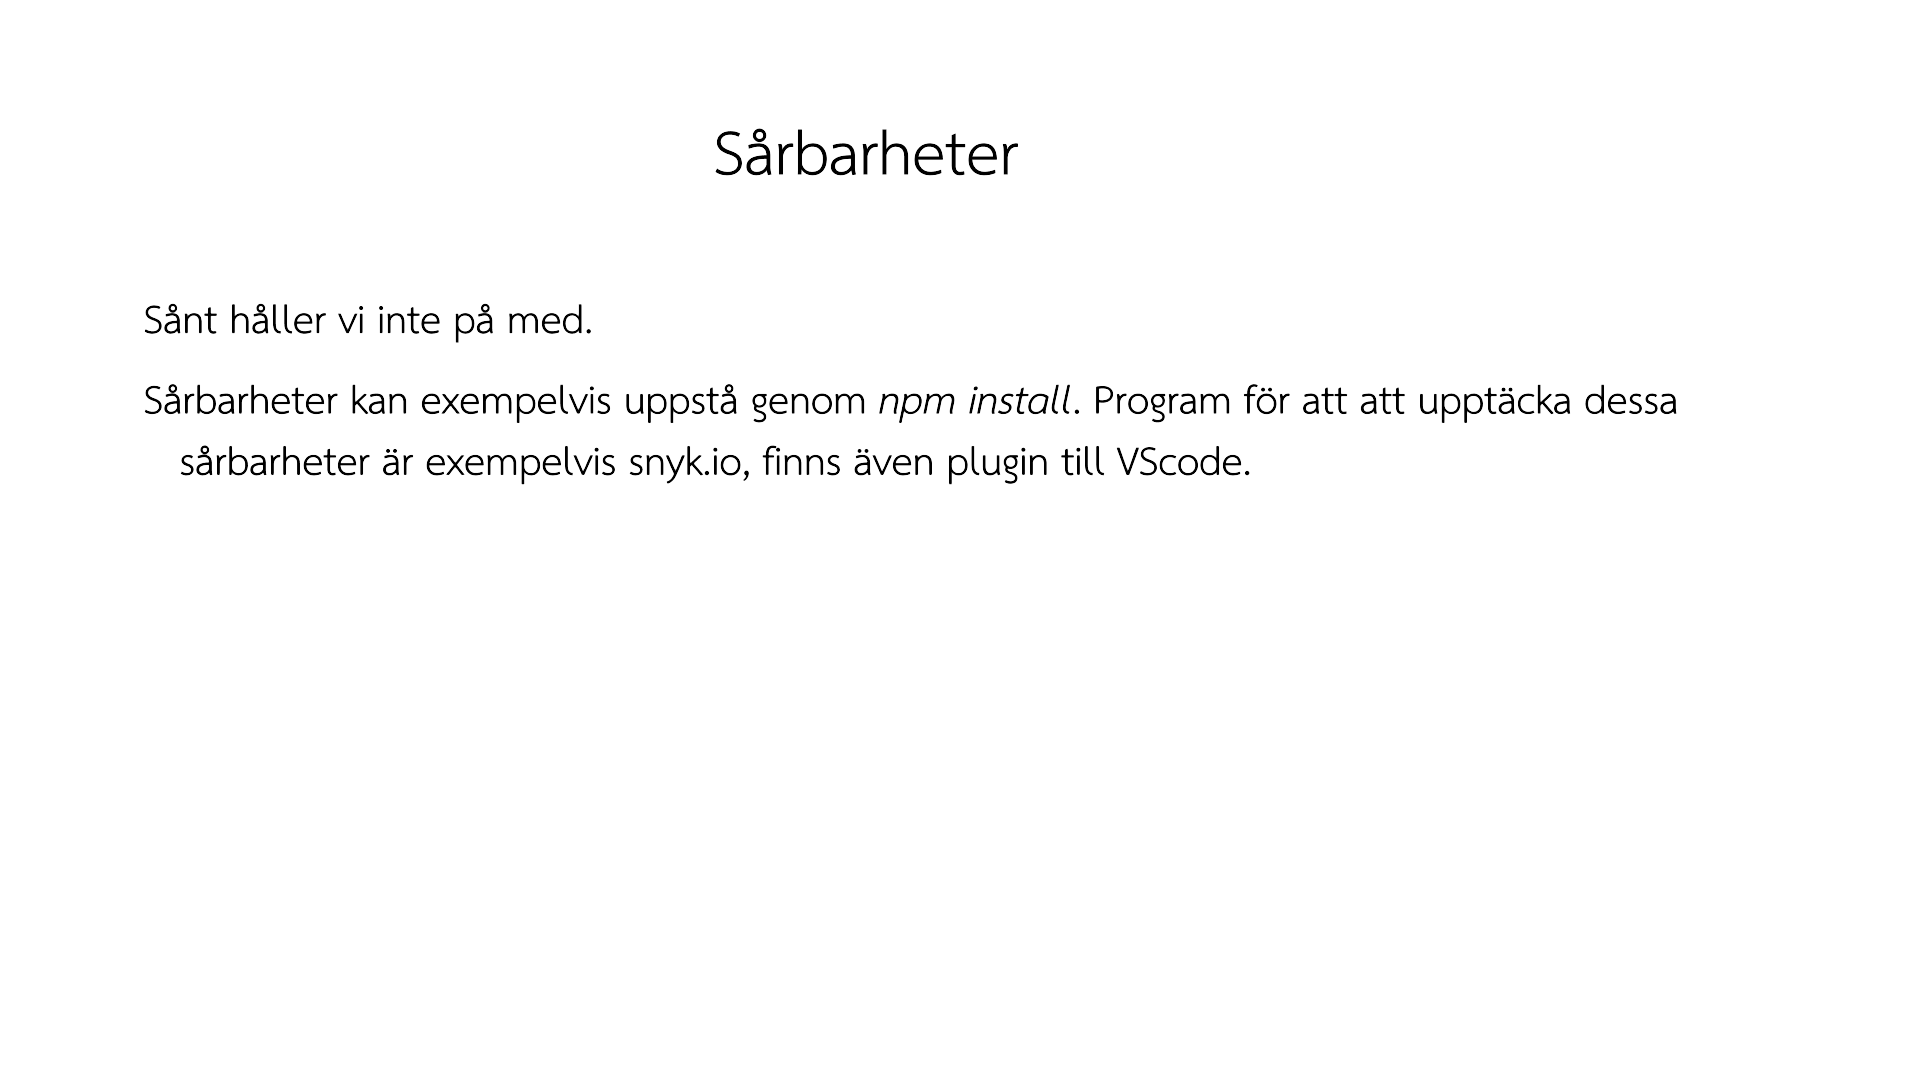 Sårbarheter
Sånt håller vi inte på med.
Sårbarheter kan exempelvis uppstå genom npm install. Program för att att upptäcka dessa
sårbarheter är exempelvis snyk.io, finns även plugin till VScode.